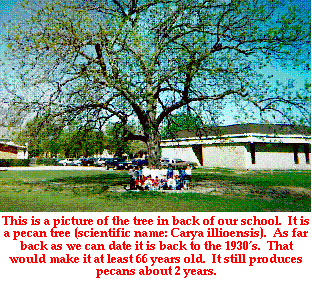 This is a picture of the tree in back of our school. It is
a pecan tree (scientific name: Carya illioensis). As far
back as we can date it is back to the 1930's. That
would make it at least 66 years old. It still produces
pecans about 2 years.